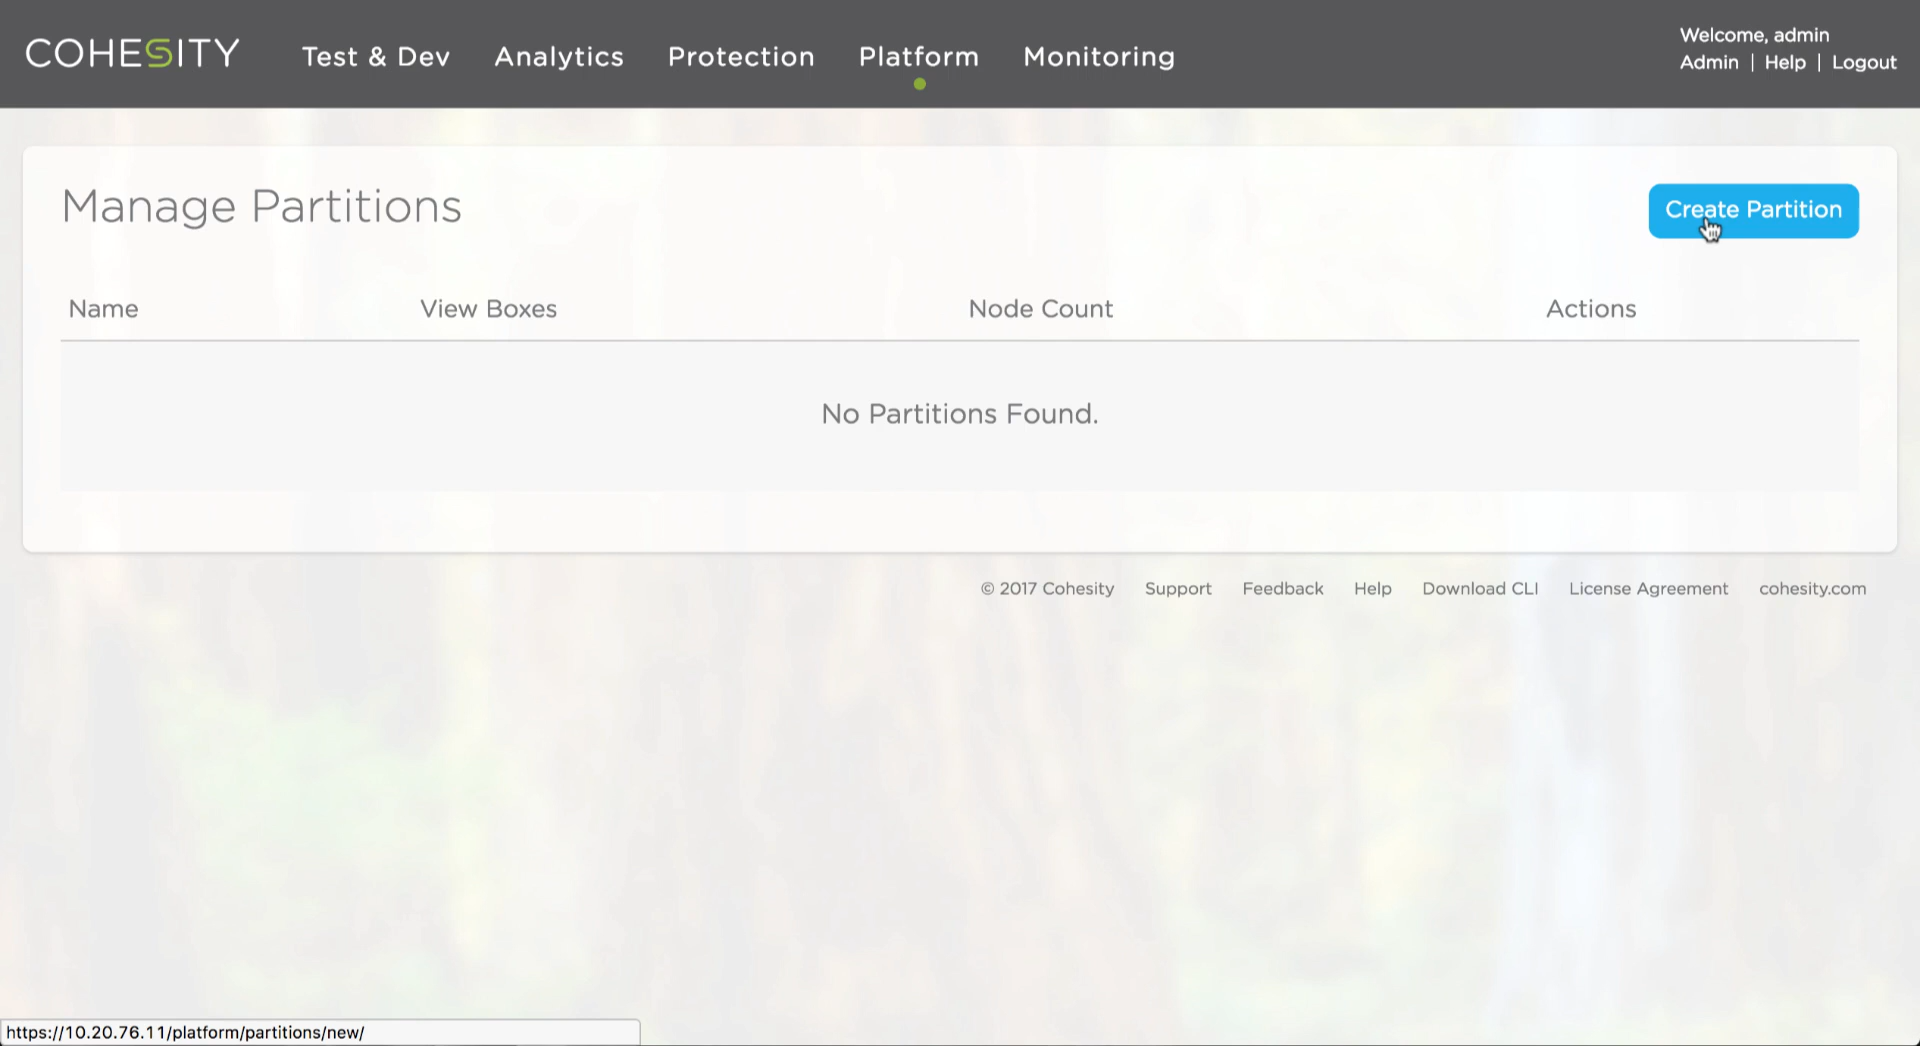 COHESITY
Test & Dev Analytics Protection Platform Monitoring
Welcome, admin
Admin | Help | Logout
Manage Partitions
Create Partition
Name View Boxes Node Count Actions
No Partitions Found.
© 2017 Cohesity Support Feedback Help Download CLI License Agreement cohesity.com
https://10.20.76.11/platform/partitions/new/